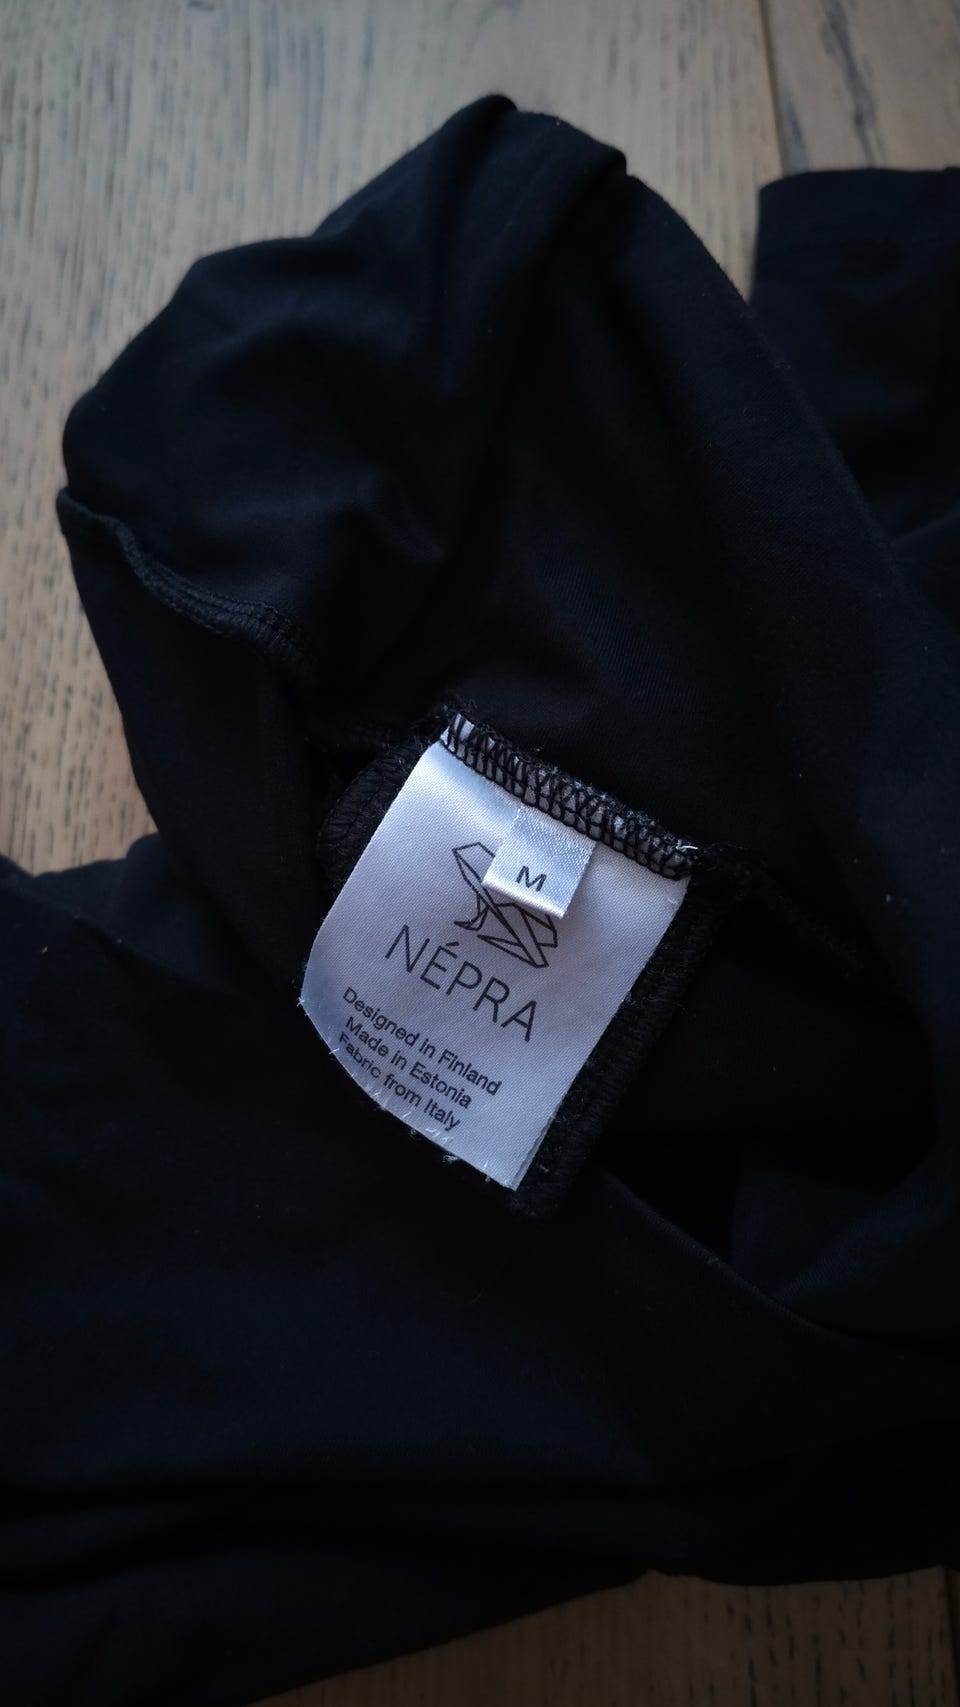 M
NÉPRA
Designed in Finland
Made in Estonia
Fabric from Italy